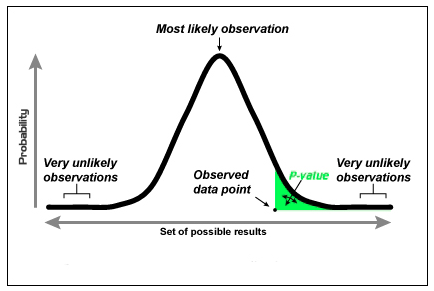 Most likely observation
Probability
Very unlikely
observations
Observed
data point
P-value
Very unlikely
observations
Set of possible results